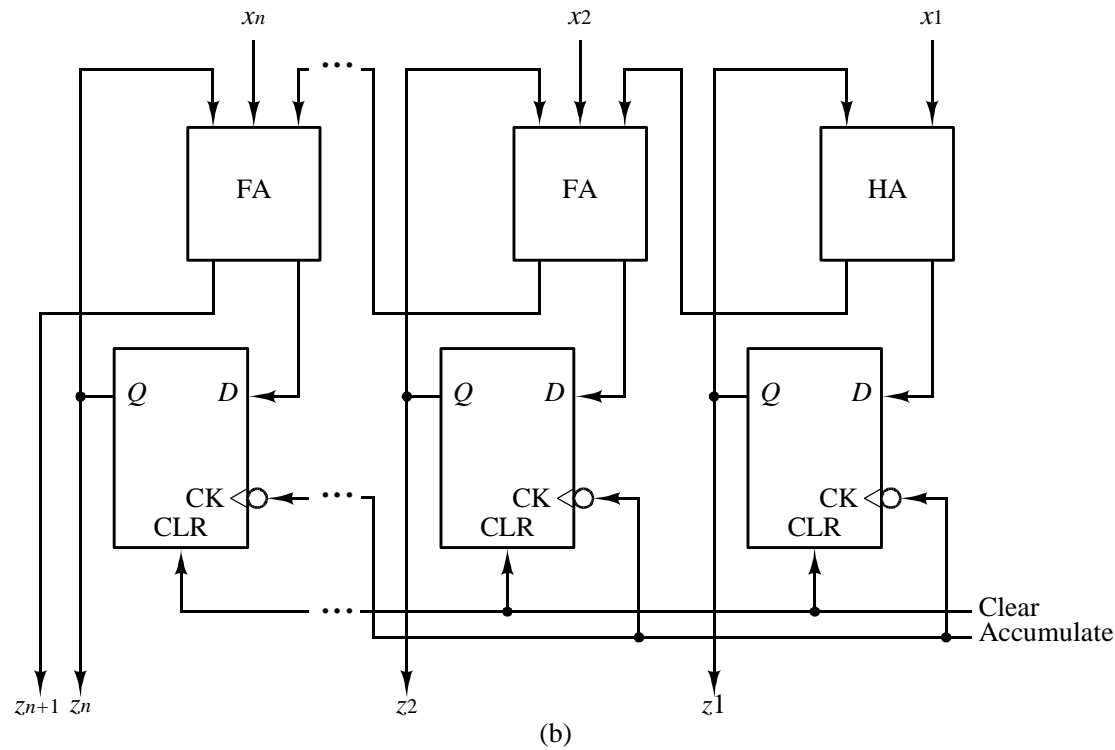 xn x2 x1
...
FA FA HA
Q D Q D Q D
CK ... CK CK
CLR CLR CLR
... Clear
Accumulate
zn+1 zn z2 z1
(b)